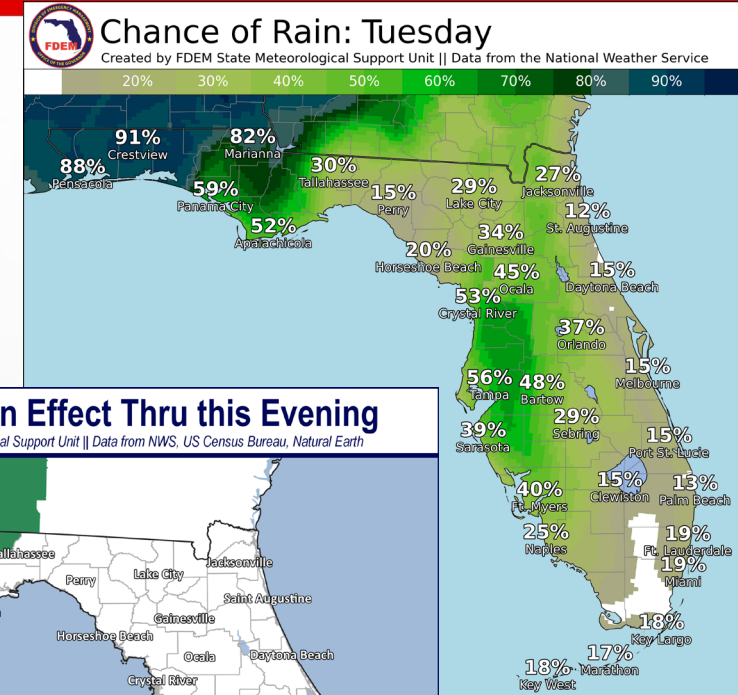 FDEM
Chance of Rain: Tuesday
Created by FDEM State Meteorological Support Unit || Data from the National Weather Service
20% 30% 40% 50% 60% 70% 80% 90%
91%
Crestview
82%
Marianna
88%
Pensacola
30%
Tallahassee
59%
Panama City
15%
Perry
29%
Lake City
27%
Jacksonville
52%
Apalachicola
12%
St. Augustine
34%
Gainesville
20%
Horseshoe Beach
45%
Ocala
15%
Daytona Beach
53%
Crystal River
37%
Orlando
15%
Melbourne
56%
Tampa
48%
Bartow
29%
Sebring
39%
Sarasota
15%
Port St. Lucie
15%
Clewiston
13%
Palm Beach
40%
Ft. Myers
25%
Naples
19%
Ft. Lauderdale
19%
Miami
18%
Key Largo
17%
Marathon
18%
Key West
n Effect Thru this Evening
al Support Unit || Data from NWS, US Census Bureau, Natural Earth
allahassee
Jacksonville
Perry
Lake City
Saint Augustine
Gainesville
Horseshoe Beach
Ocala
Daytona Beach
Crystal River